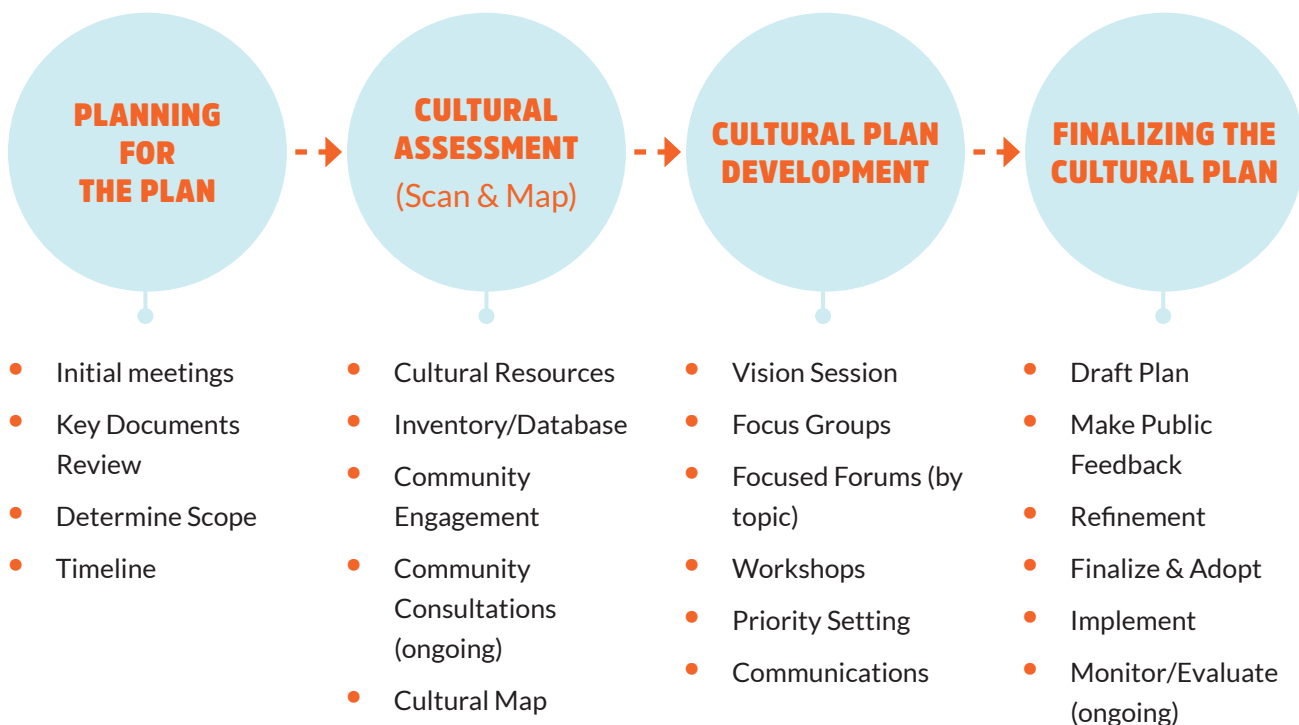 PLANNING
FOR
THE PLAN
• Initial meetings
• Key Documents
Review
• Determine Scope
• Timeline
CULTURAL
ASSESSMENT
(Scan & Map)
• Cultural Resources
• Inventory/Database
• Community
Engagement
• Community
Consultations
(ongoing)
• Cultural Map
CULTURAL PLAN
DEVELOPMENT
• Vision Session
• Focus Groups
• Focused Forums (by
topic)
• Workshops
• Priority Setting
• Communications
FINALIZING THE
CULTURAL PLAN
• Draft Plan
• Make Public
Feedback
• Refinement
• Finalize & Adopt
• Implement
• Monitor/Evaluate
(ongoing)